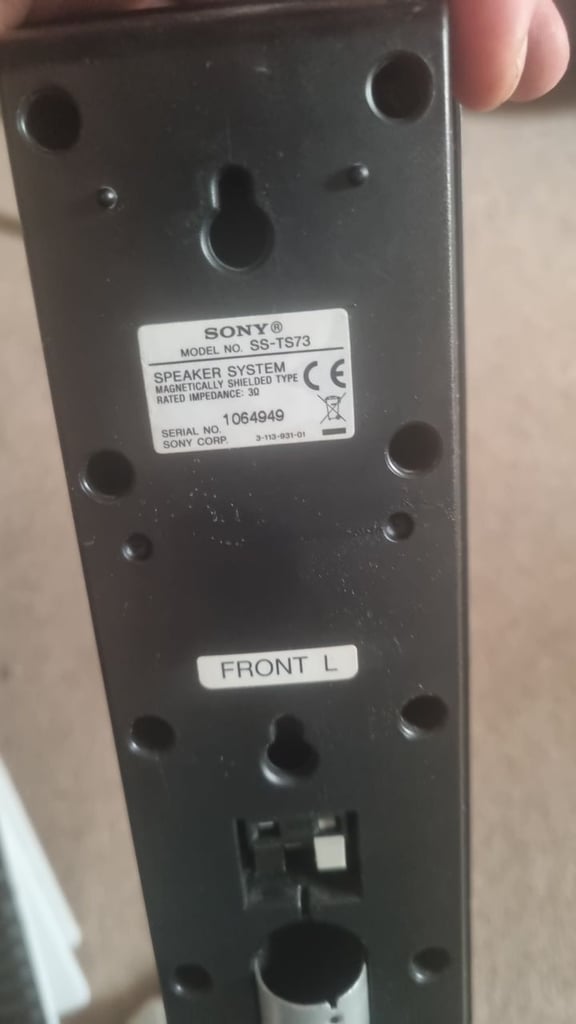 SONY®
MODEL NO. SS-TS73
SPEAKER SYSTEM
MAGNETICALLY SHIELDED TYPE
RATED IMPEDANCE: 3Ω
CE
SERIAL NO. 1064949
SONY CORP. 3-113-931-01
FRONT L